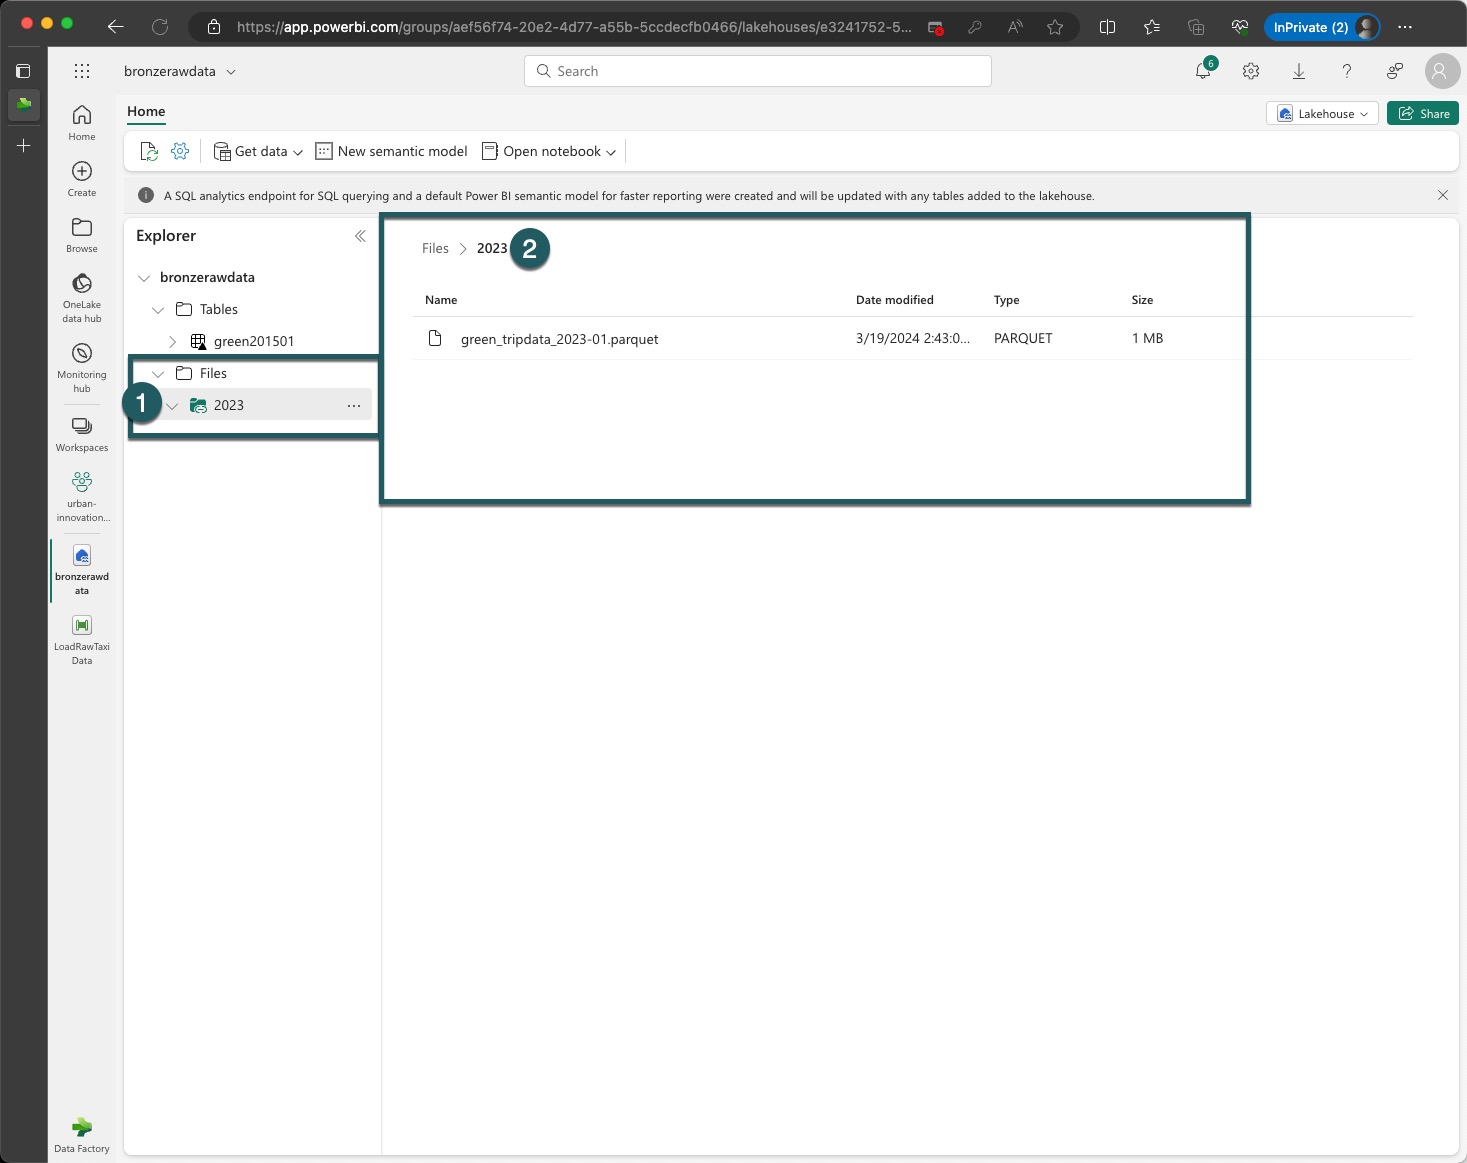 https://app.powerbi.com/groups/aef56f74-20e2-4d77-a55b-5ccdecfb0466/lakehouses/e3241752-5...
InPrivate (2)
bronzerawdata
Search
6
Home
Create
Browse
OneLake
data hub
Monitoring
hub
Workspaces
urban-
innovation...
bronzerawd
ata
LoadRawTaxi
Data
Data Factory
Home
Lakehouse
Share
Get data
New semantic model
Open notebook
A SQL analytics endpoint for SQL querying and a default Power BI semantic model for faster reporting were created and will be updated with any tables added to the lakehouse.
Explorer
bronzerawdata
Tables
green201501
Files
1
2023
...
Files > 2023
2
Name Date modified Type Size
green_tripdata_2023-01.parquet 3/19/2024 2:43:0... PARQUET 1 MB